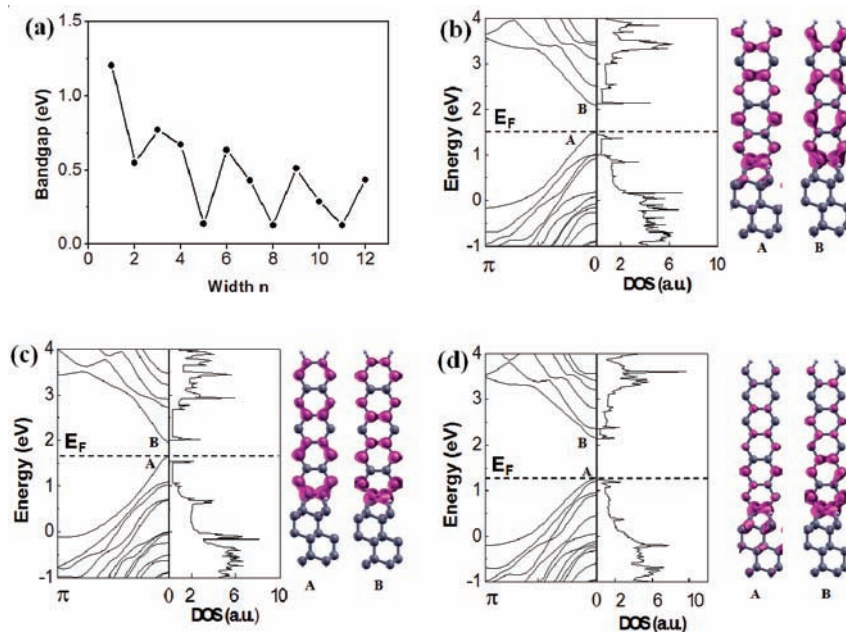 (a)
1.5
1.0
0.5
0.0
Bandgap (eV)
0 2 4 6 8 10 12
Width n
(b)
4
3
2
1
0
-1
Energy (eV)
E_F
B
A
π 0 2 4 6 8 10
DOS (a.u.)
A B
(c)
4
3
2
1
0
-1
Energy (eV)
E_F
B
A
π 0 2 4 6 8 10
DOS (a.u.)
A B
(d)
4
3
2
1
0
-1
Energy (eV)
E_F
B
A
π 0 2 4 6 8 10
DOS (a.u.)
A B